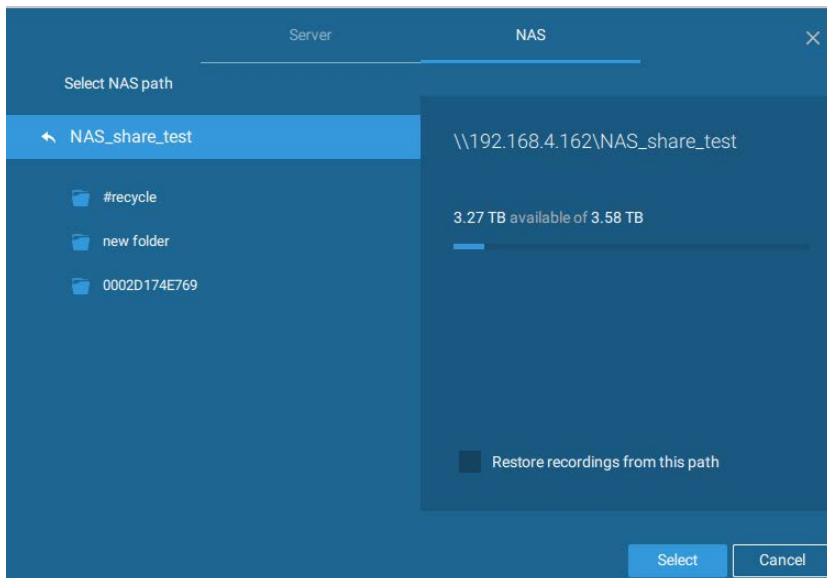 Server
NAS
Select NAS path
NAS_share_test
#recycle
new folder
0002D174E769
\\192.168.4.162\NAS_share_test
3.27 TB available of 3.58 TB
Restore recordings from this path
Select
Cancel